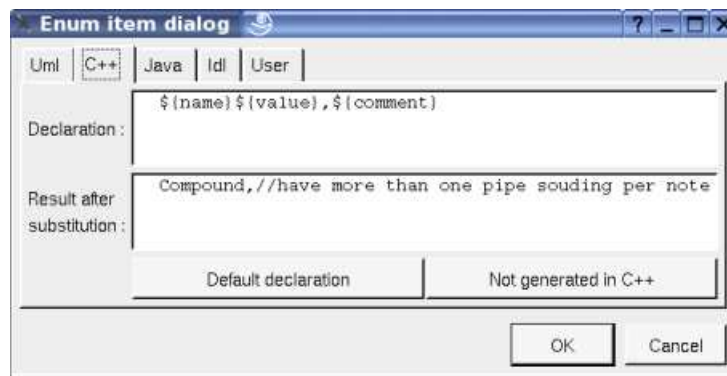 Enum item dialog
Uml C++ Java Idl User
Declaration :
${name}${value},${comment}
Result after
substitution :
Compound,//have more than one pipe souding per note
Default declaration Not generated in C++
OK Cancel